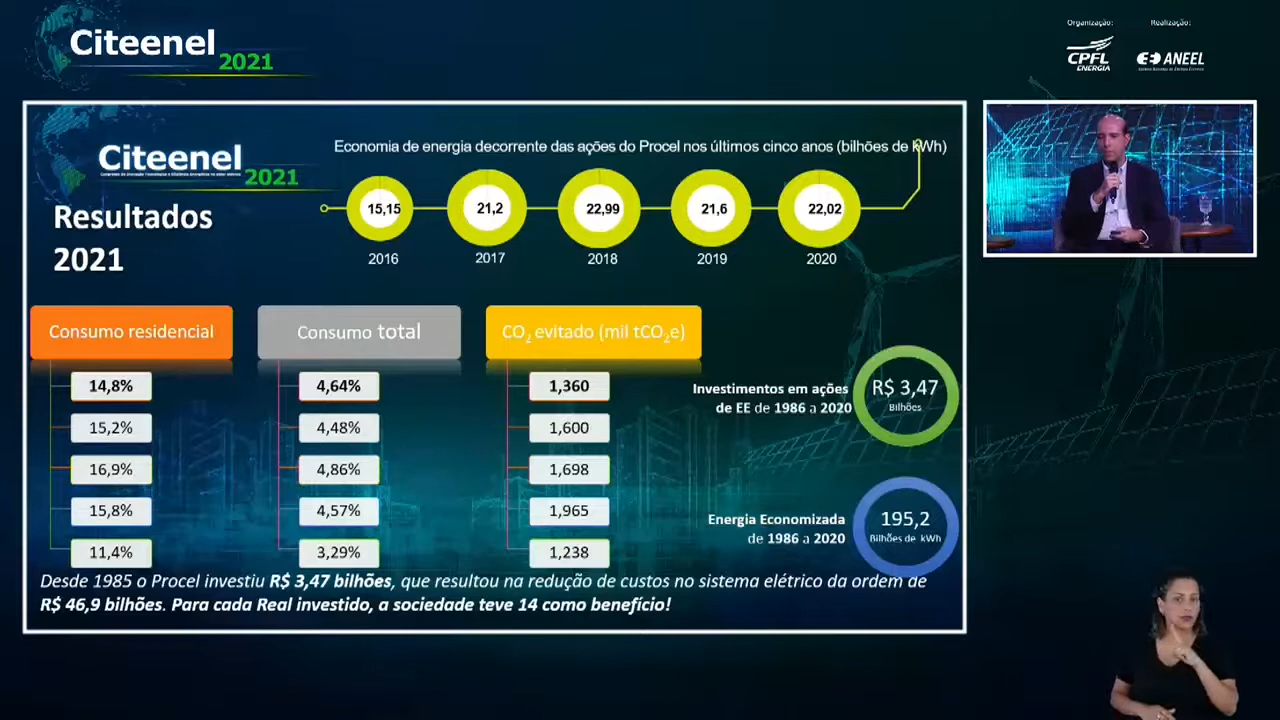 Citeenel
2021
Organização:
Realização:
CPFL
ENERGIA
ANEEL
Citeenel
2021
Economia de energia decorrente das ações do Procel nos últimos cinco anos (bilhões de kWh)
15,15
21,2
22,99
21,6
22,02
2016
2017
2018
2019
2020
Resultados
2021
Consumo residencial
Consumo total
CO2 evitado (mil tCO2e)
14,8%
4,64%
1,360
15,2%
4,48%
1,600
16,9%
4,86%
1,698
15,8%
4,57%
1,965
11,4%
3,29%
1,238
Investimentos em ações
de EE de 1986 a 2020
R$ 3,47
Bilhões
Energia Economizada
de 1986 a 2020
195,2
Bilhões de kWh
Desde 1985 o Procel investiu R$ 3,47 bilhões, que resultou na redução de custos no sistema elétrico da ordem de
R$ 46,9 bilhões. Para cada Real investido, a sociedade teve 14 como benefício!